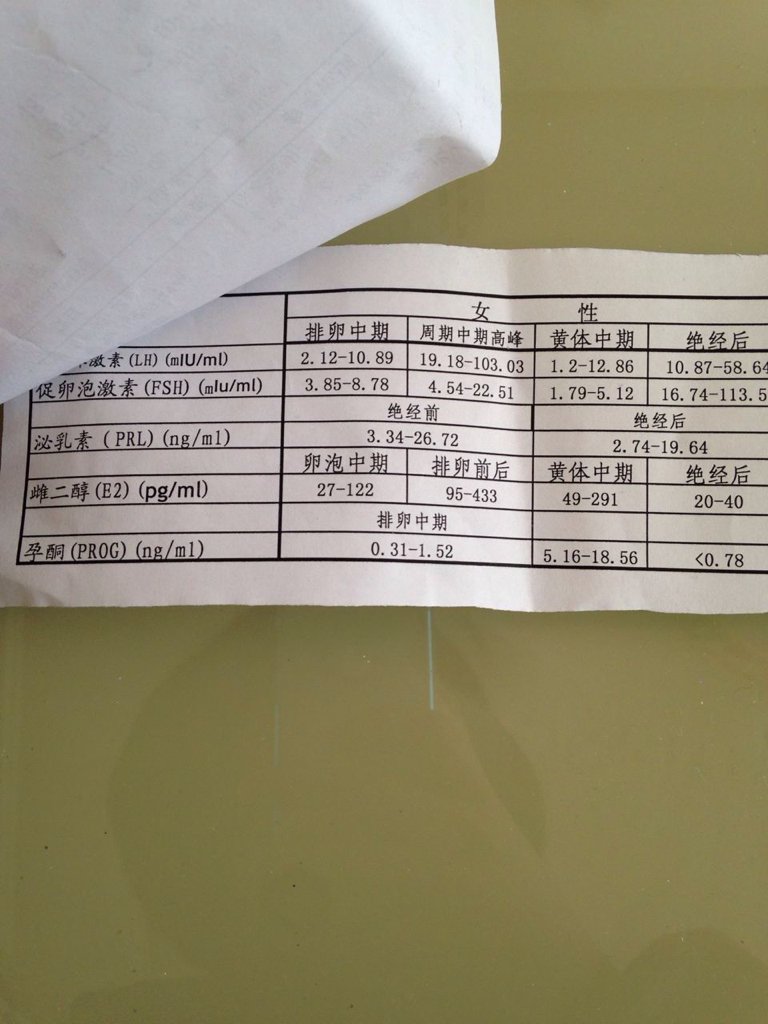 女 性
排卵中期 周期中期高峰 黄体中期 绝经后
激素(LH)(mIU/ml) 2.12-10.89 19.18-103.03 1.2-12.86 10.87-58.64
促卵泡激素(FSH)(mIu/ml) 3.85-8.78 4.54-22.51 1.79-5.12 16.74-113.5
绝经前 绝经后
泌乳素(PRL)(ng/ml) 3.34-26.72 2.74-19.64
卵泡中期 排卵前后 黄体中期 绝经后
雌二醇(E2)(pg/ml) 27-122 95-433 49-291 20-40
排卵中期
孕酮(PROG)(ng/ml) 0.31-1.52 5.16-18.56 <0.78